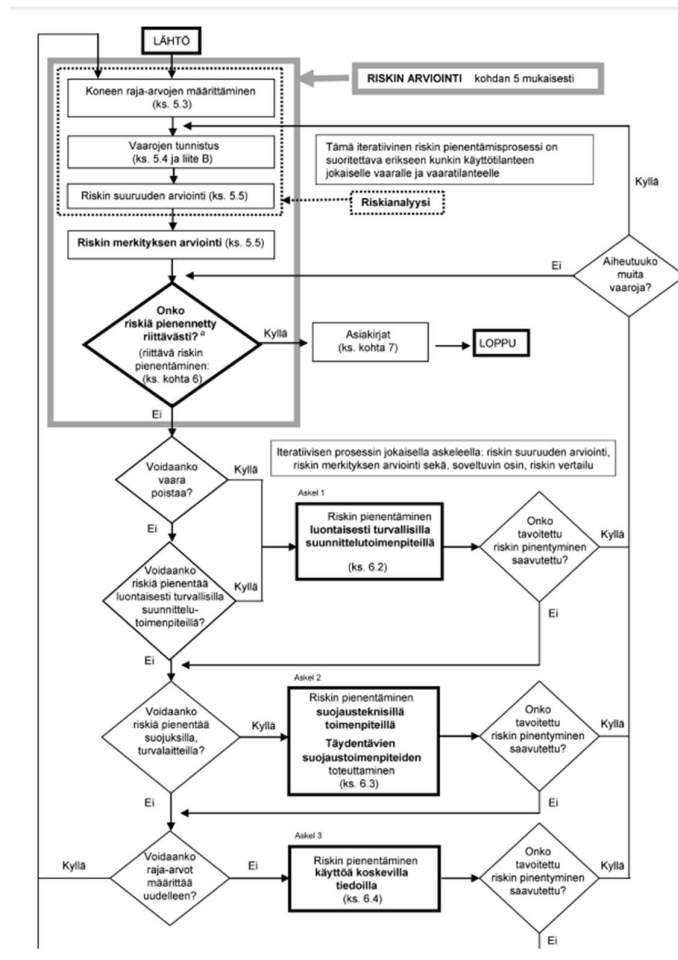 LÄHTÖ
RISKIN ARVIOINTI kohdan 5 mukaisesti
Koneen raja-arvojen määrittäminen
(ks. 5.3)
Vaarojen tunnistus
(ks. 5.4 ja liite B)
Tämä iteratiivinen riskin pienentämisprosessi on
suoritettava erikseen kunkin käyttötilanteen
jokaiselle vaaralle ja vaaratilanteelle
Kyllä
Riskin suuruuden arviointi (ks. 5.5)
Riskianalyysi
Riskin merkityksen arviointi (ks. 5.5)
Ei
Aiheutuuko
muita
vaaroja?
Onko
riskiä pienennetty
riittävästi? a
(riittävä riskin
pienentäminen:
(ks. kohta 6)
Kyllä
Asiakirjat
(ks. kohta 7)
LOPPU
Ei
Voidaanko
vaara
poistaa?
Kyllä
Iteratiivisen prosessin jokaisella askeleella: riskin suuruuden arviointi,
riskin merkityksen arviointi sekä, soveltuvin osin, riskin vertailu
Ei
Askel 1
Riskin pienentäminen
luontaisesti turvallisilla
suunnittelutoimenpiteillä
(ks. 6.2)
Onko
tavoitettu
riskin pinentyminen
saavutettu?
Kyllä
Voidaanko
riskiä pienentää
luontaisesti turvallisilla
suunnittelu-
toimenpiteillä?
Kyllä
Ei
Ei
Askel 2
Voidaanko
riskiä pienentää
suojuksilla,
turvalaitteilla?
Kyllä
Riskin pienentäminen
suojausteknisillä
toimenpiteillä
Täydentävien
suojaustoimenpiteiden
toteuttaminen
(ks. 6.3)
Onko
tavoitettu
riskin pinentyminen
saavutettu?
Kyllä
Ei
Ei
Askel 3
Kyllä
Voidaanko
raja-arvot
määrittää
uudelleen?
Ei
Riskin pienentäminen
käyttöä koskevilla
tiedoilla
(ks. 6.4)
Onko
tavoitettu
riskin pinentyminen
saavutettu?
Kyllä
Ei